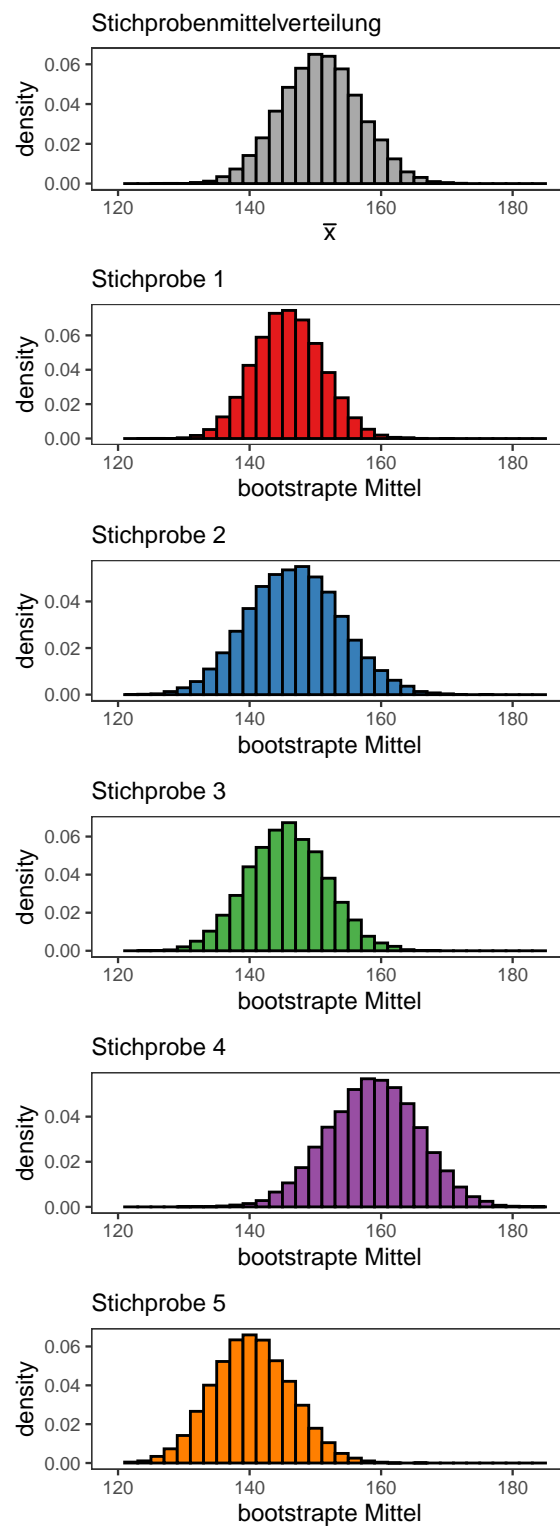 Stichprobenmittelverteilung
density
0.06
0.04
0.02
0.00
120 140 160 180
x̅
Stichprobe 1
density
0.06
0.04
0.02
0.00
120 140 160 180
bootstrapte Mittel
Stichprobe 2
density
0.04
0.02
0.00
120 140 160 180
bootstrapte Mittel
Stichprobe 3
density
0.06
0.04
0.02
0.00
120 140 160 180
bootstrapte Mittel
Stichprobe 4
density
0.04
0.02
0.00
120 140 160 180
bootstrapte Mittel
Stichprobe 5
density
0.06
0.04
0.02
0.00
120 140 160 180
bootstrapte Mittel